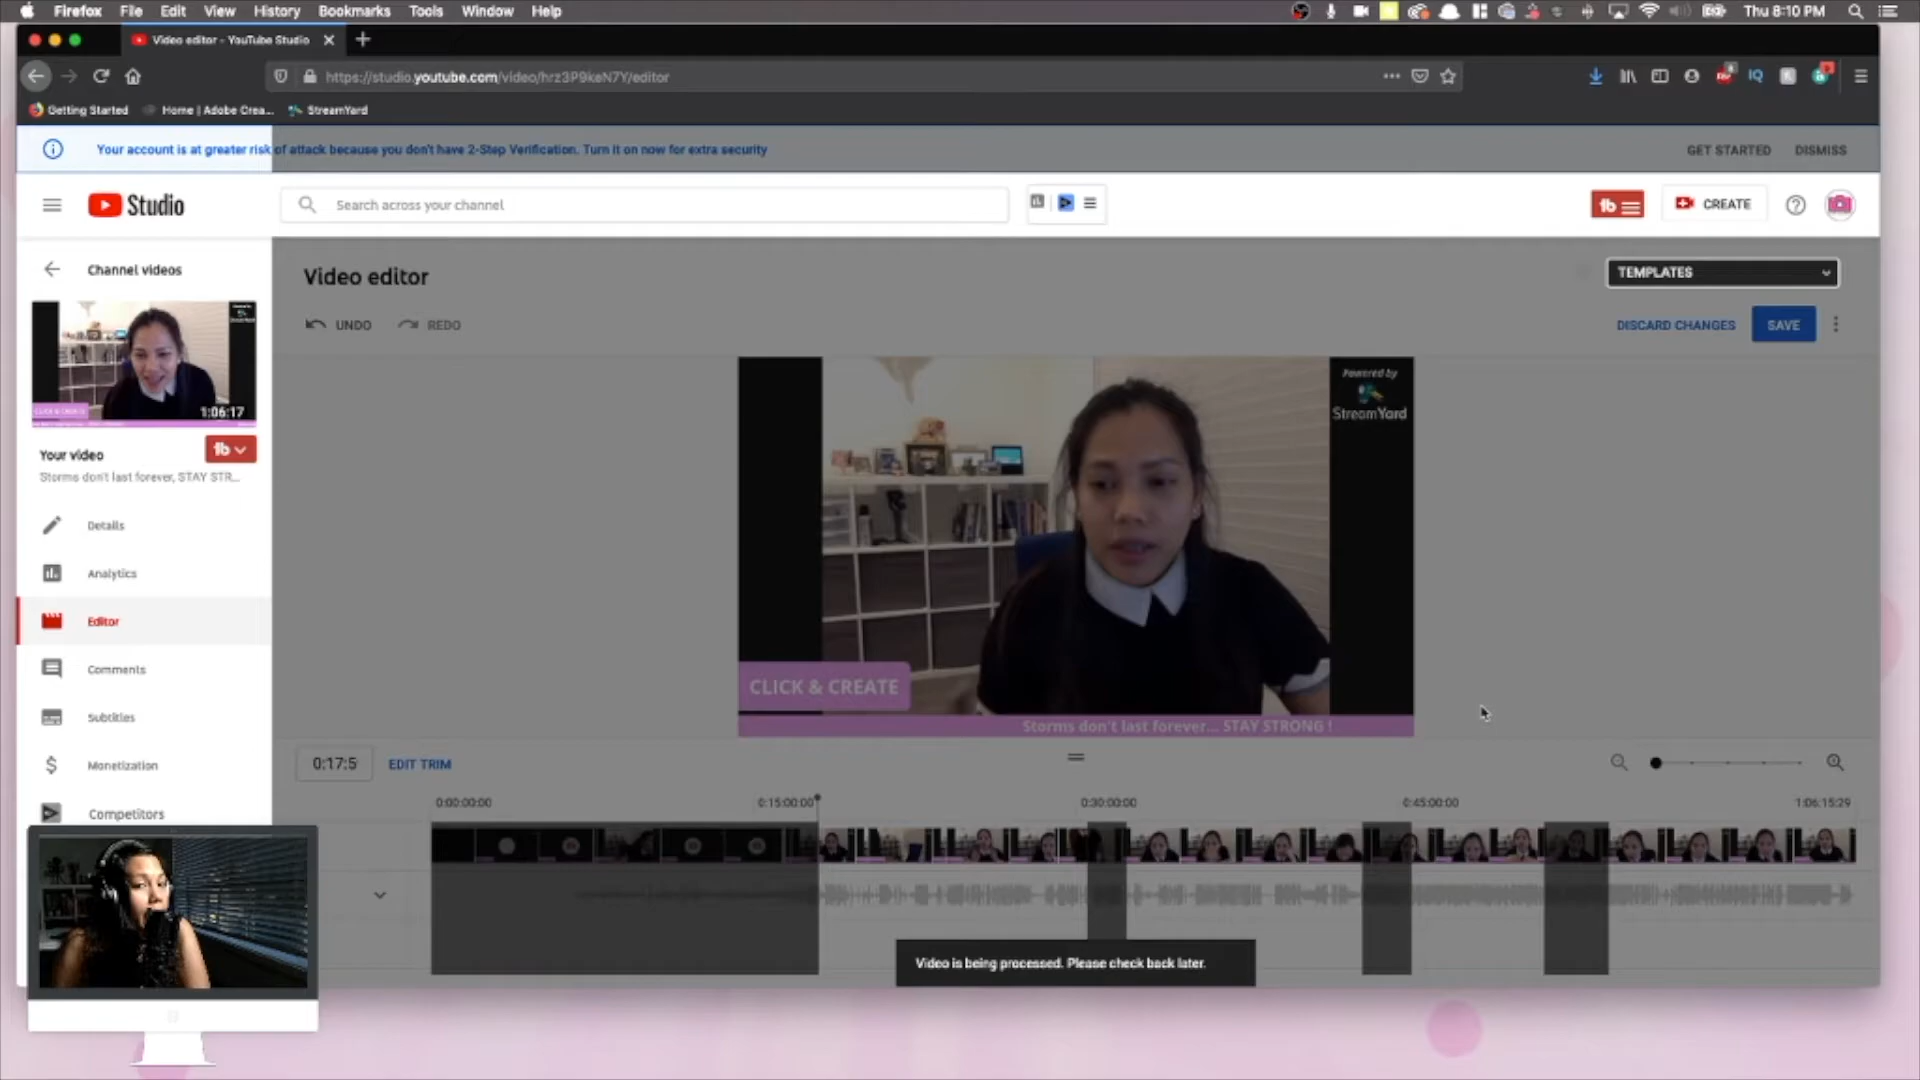 Firefox File Edit View History Bookmarks Tools Window Help Thu 8:10 PM
Video editor - YouTube Studio
https://studio.youtube.com/video/hrz3P9keN7Y/editor
IQ
Getting Started Home | Adobe Crea... StreamYard
Your account is at greater risk of attack because you don't have 2-Step Verification. Turn it on now for extra security GET STARTED DISMISS
Studio Search across your channel CREATE
Channel videos
Video editor TEMPLATES
UNDO REDO DISCARD CHANGES SAVE
Powered by
StreamYard
1:06:17
Your video
Storms don't last forever, STAY STR...
Details
Analytics
Editor
Comments
Subtitles
Monetization
Competitors
CLICK & CREATE
Storms don't last forever... STAY STRONG !
0:17:5 EDIT TRIM
0:00:00:00 0:15:00:00 0:30:00:00 0:45:00:00 1:06:15:29
Video is being processed. Please check back later.